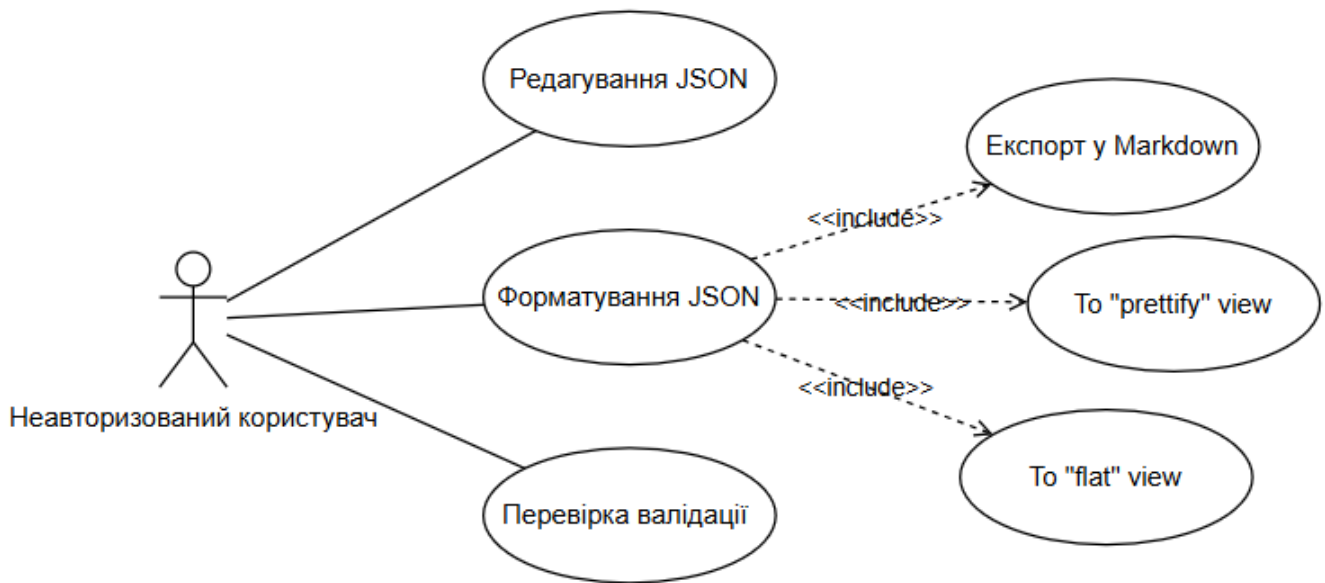 Редагування JSON
Експорт у Markdown
<<include>>
Форматування JSON
<<include>>
To "prettify" view
<<include>>
Неавторизований користувач
To "flat" view
Перевірка валідації